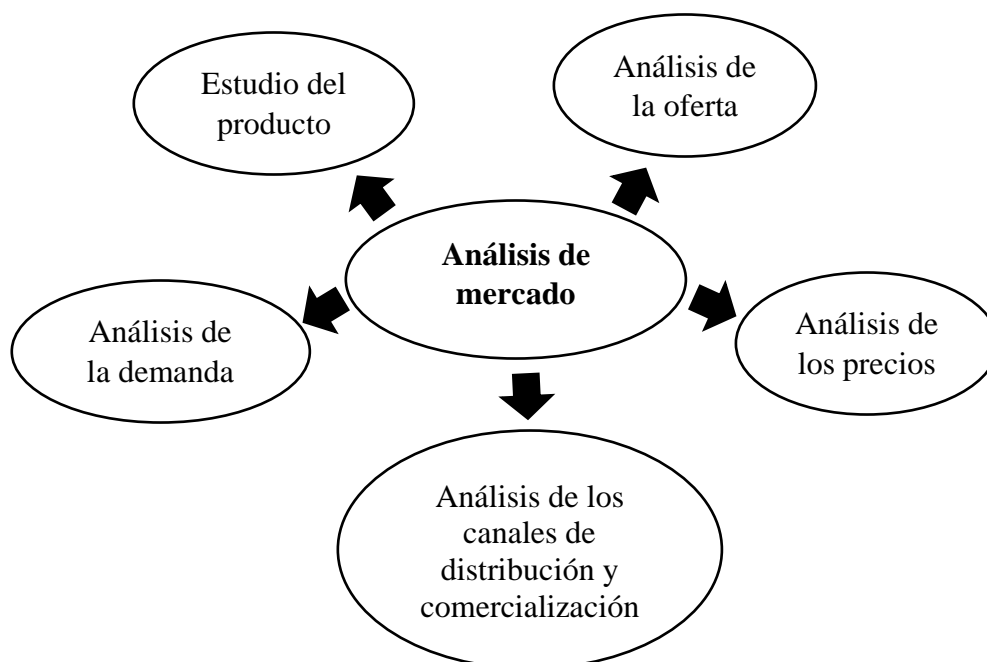 Estudio del
producto
Análisis de
la oferta
Análisis de
mercado
Análisis de
la demanda
Análisis de
los precios
Análisis de los
canales de
distribución y
comercialización